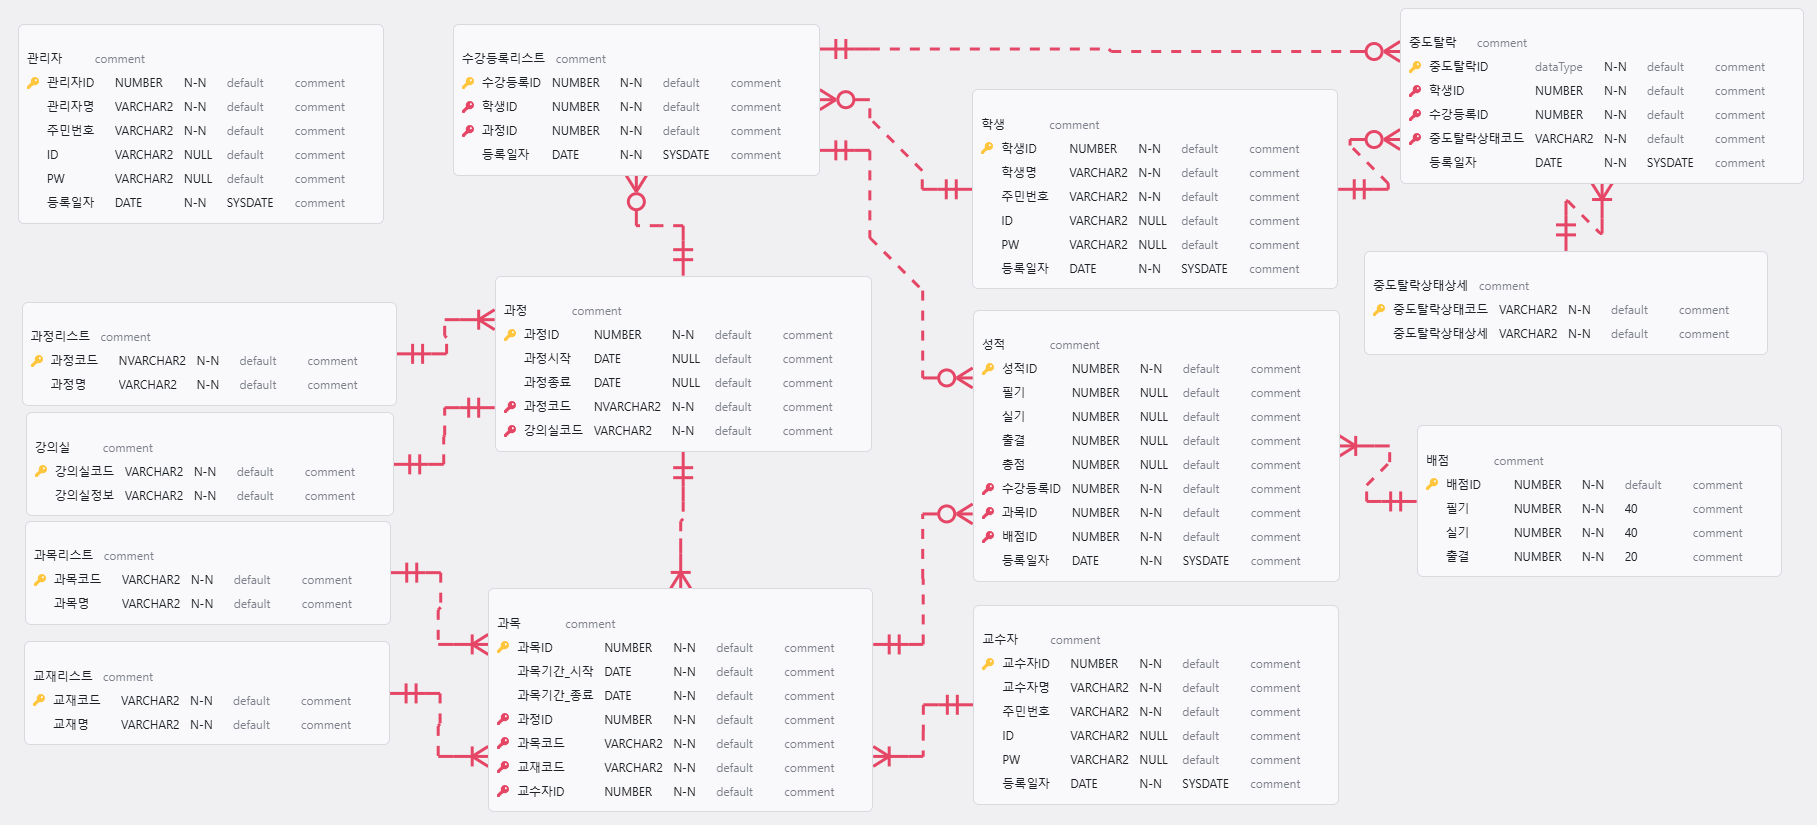 관리자 comment
관리자ID NUMBER N-N default comment
관리자명 VARCHAR2 N-N default comment
주민번호 VARCHAR2 N-N default comment
ID VARCHAR2 NULL default comment
PW VARCHAR2 NULL default comment
등록일자 DATE N-N SYSDATE comment
수강등록리스트 comment
수강등록ID NUMBER N-N default comment
학생ID NUMBER N-N default comment
과정ID NUMBER N-N default comment
등록일자 DATE N-N SYSDATE comment
중도탈락 comment
중도탈락ID dataType N-N default comment
학생ID NUMBER N-N default comment
수강등록ID NUMBER N-N default comment
중도탈락상태코드 VARCHAR2 N-N default comment
등록일자 DATE N-N SYSDATE comment
학생 comment
학생ID NUMBER N-N default comment
학생명 VARCHAR2 N-N default comment
주민번호 VARCHAR2 N-N default comment
ID VARCHAR2 NULL default comment
PW VARCHAR2 NULL default comment
등록일자 DATE N-N SYSDATE comment
중도탈락상태상세 comment
중도탈락상태코드 VARCHAR2 N-N default comment
중도탈락상태상세 VARCHAR2 N-N default comment
과정리스트 comment
과정코드 NVARCHAR2 N-N default comment
과정명 VARCHAR2 N-N default comment
과정 comment
과정ID NUMBER N-N default comment
과정시작 DATE NULL default comment
과정종료 DATE NULL default comment
과정코드 NVARCHAR2 N-N default comment
강의실코드 VARCHAR2 N-N default comment
성적 comment
성적ID NUMBER N-N default comment
필기 NUMBER NULL default comment
실기 NUMBER NULL default comment
출결 NUMBER NULL default comment
총점 NUMBER NULL default comment
수강등록ID NUMBER N-N default comment
과목ID NUMBER N-N default comment
배점ID NUMBER N-N default comment
등록일자 DATE N-N SYSDATE comment
강의실 comment
강의실코드 VARCHAR2 N-N default comment
강의실정보 VARCHAR2 N-N default comment
배점 comment
배점ID NUMBER N-N default comment
필기 NUMBER N-N 40 comment
실기 NUMBER N-N 40 comment
출결 NUMBER N-N 20 comment
과목리스트 comment
과목코드 VARCHAR2 N-N default comment
과목명 VARCHAR2 N-N default comment
과목 comment
과목ID NUMBER N-N default comment
과목기간_시작 DATE N-N default comment
과목기간_종료 DATE N-N default comment
과정ID NUMBER N-N default comment
과목코드 VARCHAR2 N-N default comment
교재코드 VARCHAR2 N-N default comment
교수자ID NUMBER N-N default comment
교수자 comment
교수자ID NUMBER N-N default comment
교수자명 VARCHAR2 N-N default comment
주민번호 VARCHAR2 N-N default comment
ID VARCHAR2 NULL default comment
PW VARCHAR2 NULL default comment
등록일자 DATE N-N SYSDATE comment
교재리스트 comment
교재코드 VARCHAR2 N-N default comment
교재명 VARCHAR2 N-N default comment